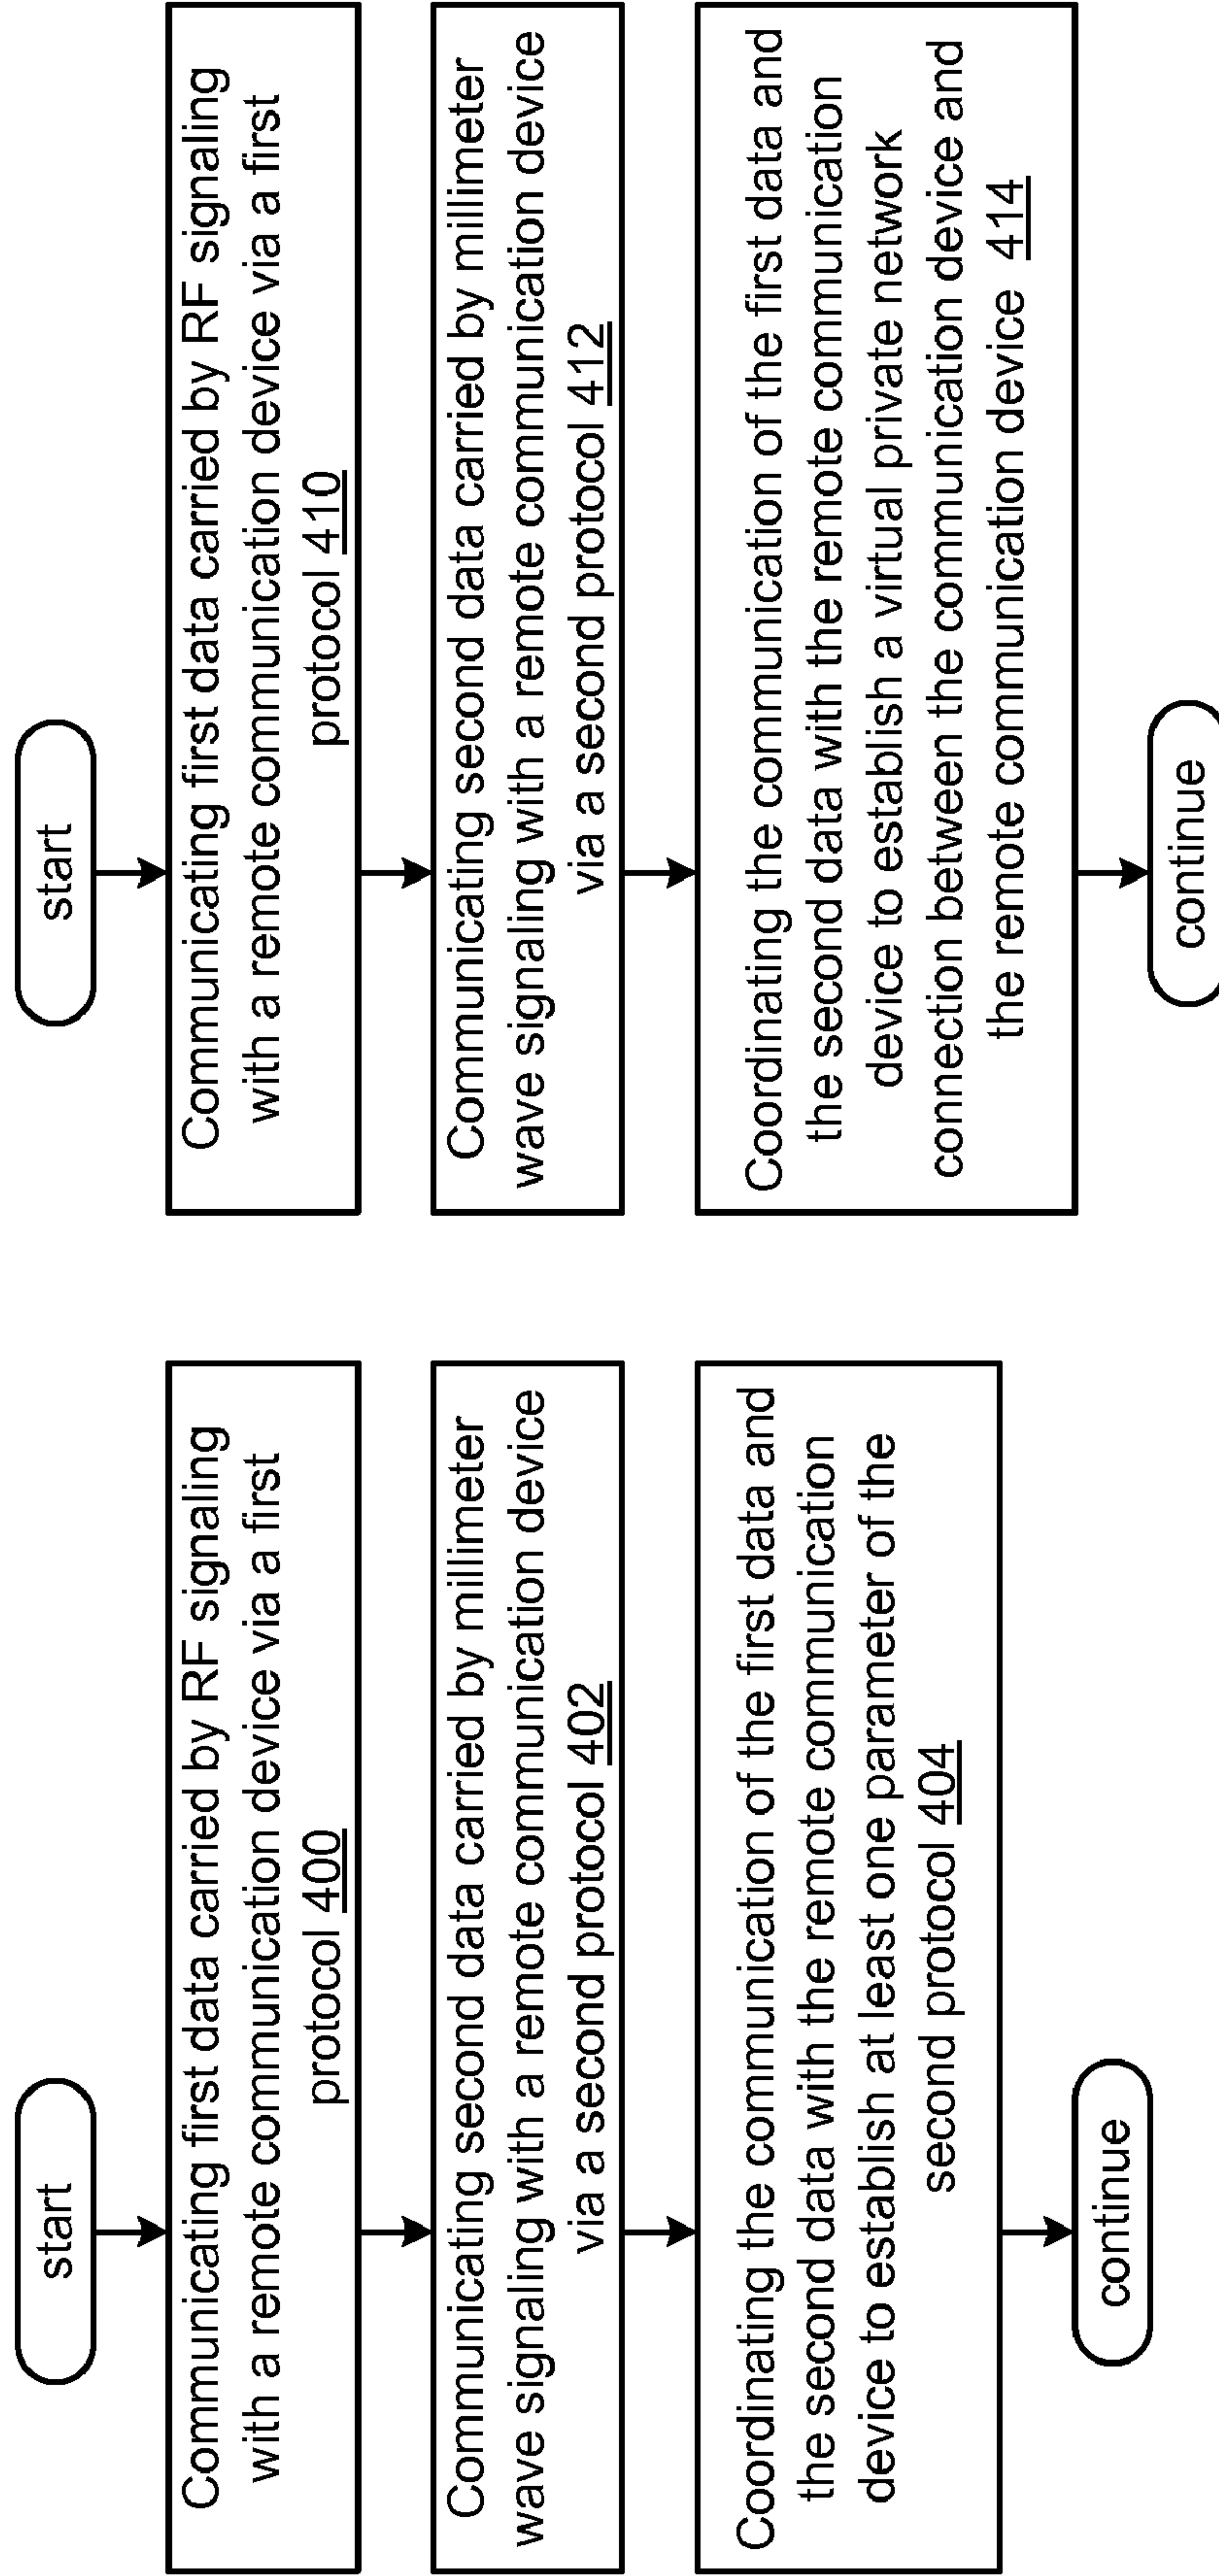 start
Communicating first data carried by RF signaling
with a remote communication device via a first
protocol 400
Communicating second data carried by millimeter
wave signaling with a remote communication device
via a second protocol 402
Coordinating the communication of the first data and
the second data with the remote communication
device to establish at least one parameter of the
second protocol 404
continue
start
Communicating first data carried by RF signaling
with a remote communication device via a first
protocol 410
Communicating second data carried by millimeter
wave signaling with a remote communication device
via a second protocol 412
Coordinating the communication of the first data and
the second data with the remote communication
device to establish a virtual private network
connection between the communication device and
the remote communication device 414
continue